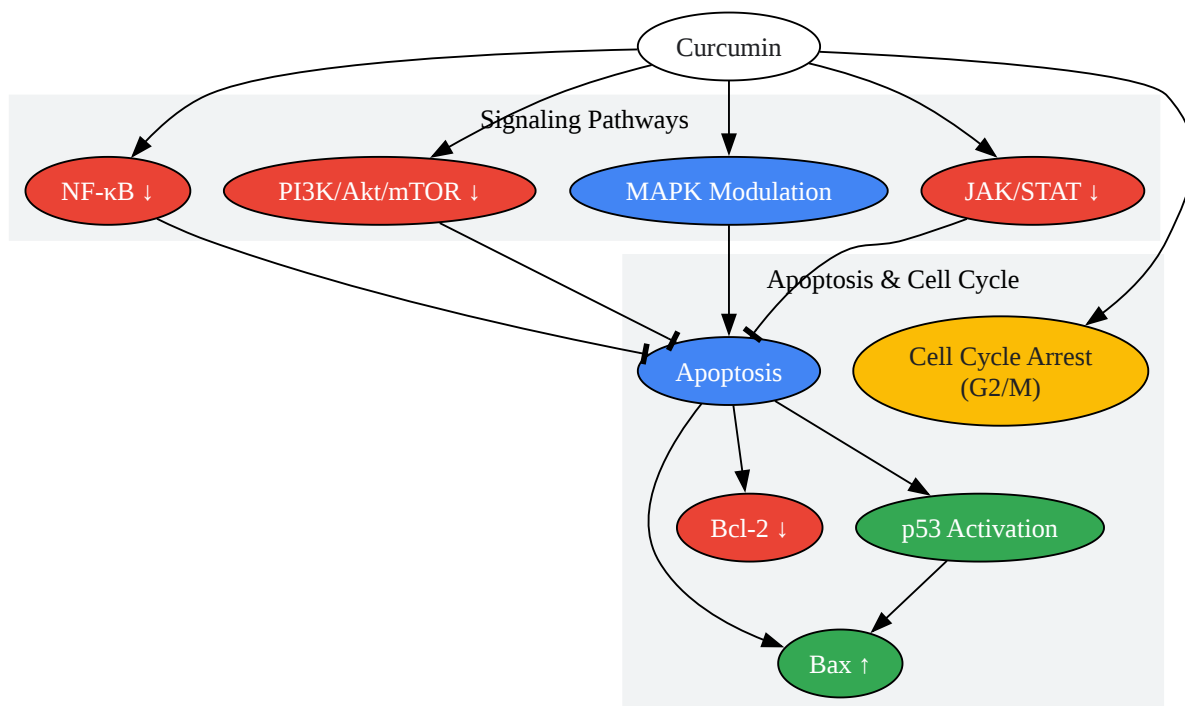 Curcumin
Signaling Pathways
NF-κB ↓
PI3K/Akt/mTOR ↓
MAPK Modulation
JAK/STAT ↓
Apoptosis & Cell Cycle
Apoptosis
Cell Cycle Arrest
(G2/M)
Bcl-2 ↓
p53 Activation
Bax ↑